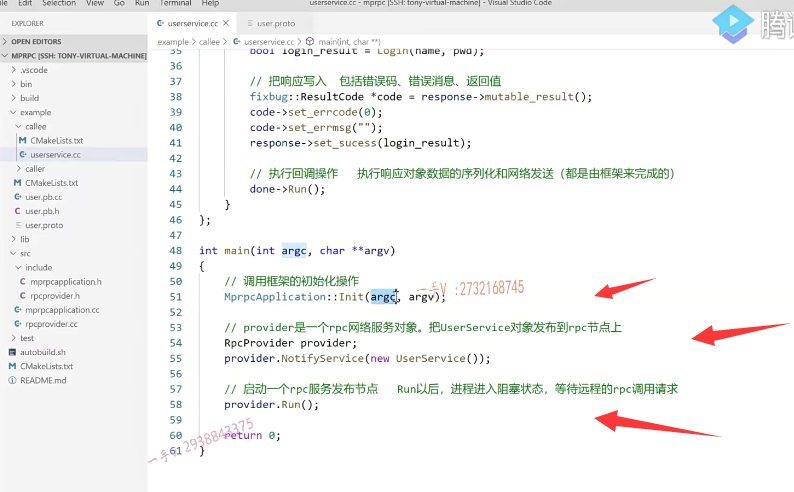 ile Edit Selection View Go Run Terminal Help
userservice.cc - mprpc [SSH: tony-virtual-machine] - Visual Studio Code
腾讯
EXPLORER
OPEN EDITORS
MPRPC [SSH: TONY-VIRTUAL-MACHINE]
.vscode
bin
build
example
callee
CMakeLists.txt
userservice.cc
caller
CMakeLists.txt
user.pb.cc
user.pb.h
user.proto
lib
src
include
mprpcapplication.h
rpcprovider.h
mprpcapplication.cc
rpcprovider.cc
test
autobuild.sh
CMakeLists.txt
README.md
userservice.cc × user.proto
example > callee > userservice.cc > main(int, char **)
35 bool login_result = Login(name, pwd);
36
37 // 把响应写入 包括错误码、错误消息、返回值
38 fixbug::ResultCode *code = response->mutable_result();
39 code->set_errcode(0);
40 code->set_errmsg("");
41 response->set_sucess(login_result);
42
43 // 执行回调操作 执行响应对象数据的序列化和网络发送（都是由框架来完成的）
44 done->Run();
45 }
46 };
47
48 int main(int argc, char **argv)
49 {
50 // 调用框架的初始化操作
51 MprpcApplication::Init(argc, argv);
一手V :2732168745
52
53 // provider是一个rpc网络服务对象。把UserService对象发布到rpc节点上
54 RpcProvider provider;
55 provider.NotifyService(new UserService());
56
57 // 启动一个rpc服务发布节点 Run以后，进程进入阻塞状态，等待远程的rpc调用请求
58 provider.Run();
59
60 return 0;
61 }
2938843375